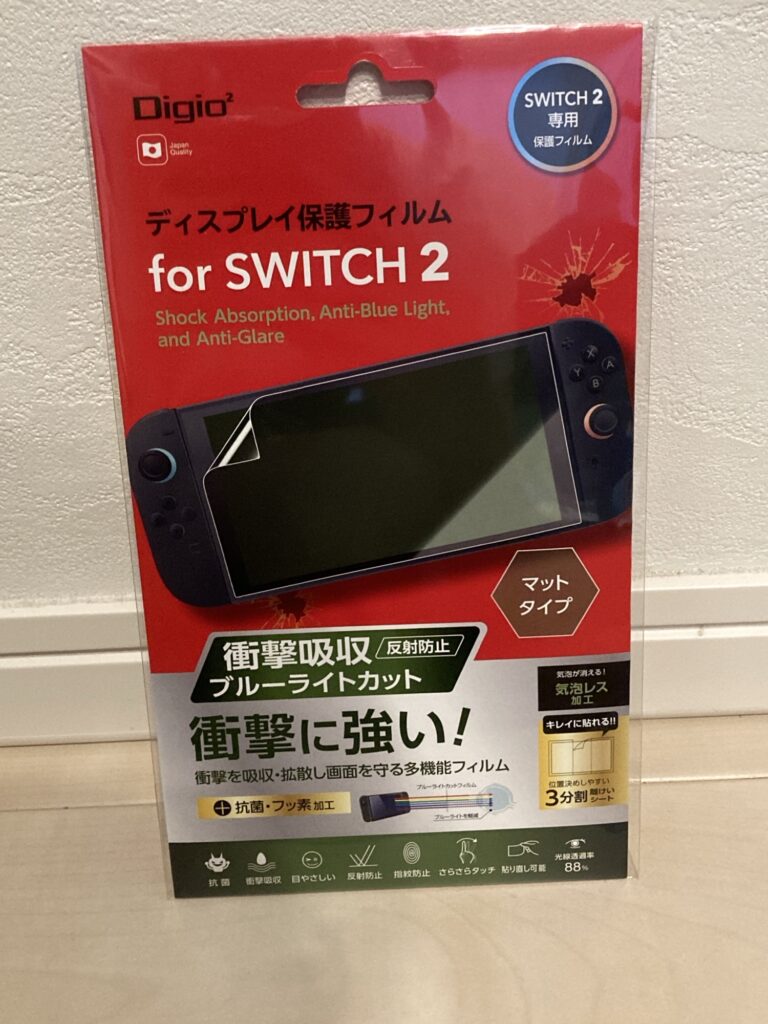 Digio²
Japan
Quality
SWITCH 2
専用
保護フィルム
ディスプレイ保護フィルム
for SWITCH 2
Shock Absorption, Anti-Blue Light,
and Anti-Glare
X
Y
A
B
マット
タイプ
衝撃吸収 反射防止
ブルーライトカット
衝撃に強い!
衝撃を吸収・拡散し画面を守る多機能フィルム
+ 抗菌・フッ素加工
ブルーライトカットフィルム
ブルーライトを軽減
気泡が消える!
気泡レス
加工
キレイに貼れる!!
位置決めしやすい
3分割 離けい
シート
抗菌
衝撃吸収
目やさしい
反射防止
指紋防止
さらさらタッチ
貼り直し可能
光線透過率
88%